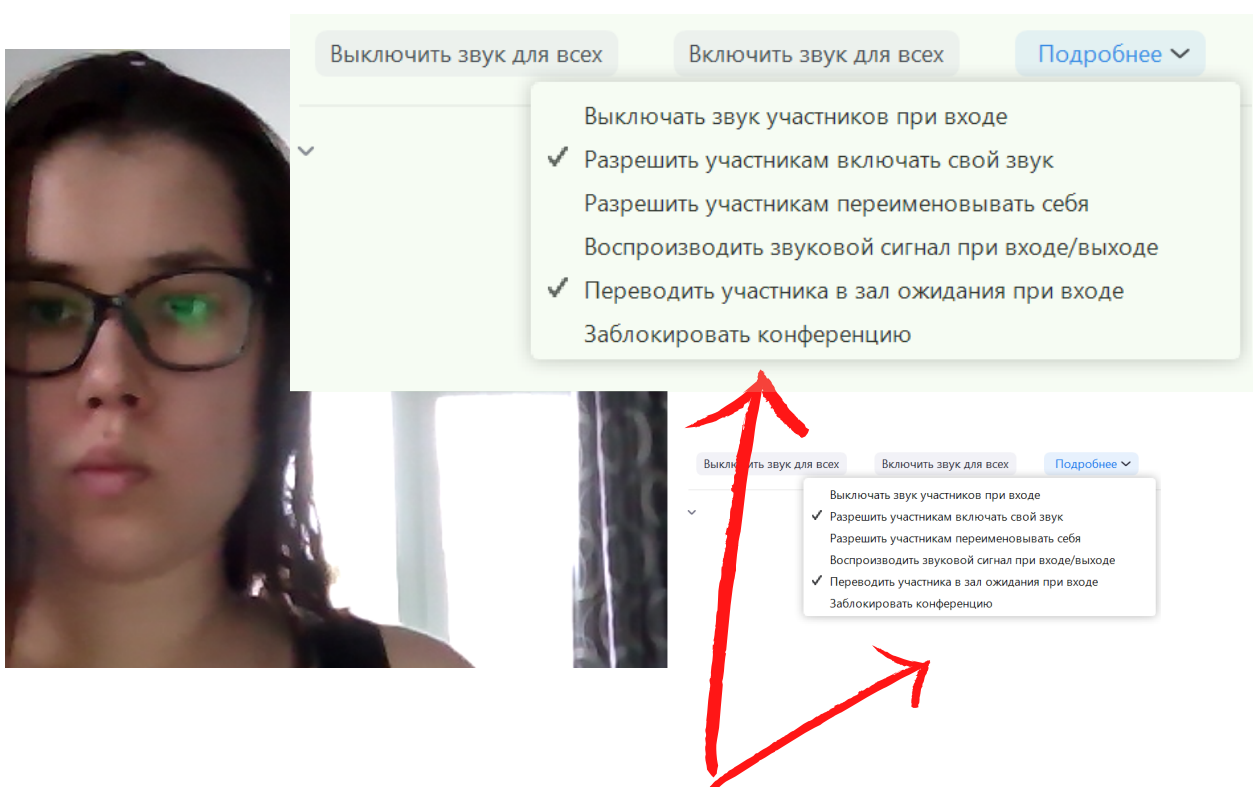 Выключить звук для всех
Включить звук для всех
Подробнее
Выключать звук участников при входе
Разрешить участникам включать свой звук
Разрешить участникам переименовывать себя
Воспроизводить звуковой сигнал при входе/выходе
Переводить участника в зал ожидания при входе
Заблокировать конференцию
Выключить звук для всех
Включить звук для всех
Подробнее
Выключать звук участников при входе
Разрешить участникам включать свой звук
Разрешить участникам переименовывать себя
Воспроизводить звуковой сигнал при входе/выходе
Переводить участника в зал ожидания при входе
Заблокировать конференцию